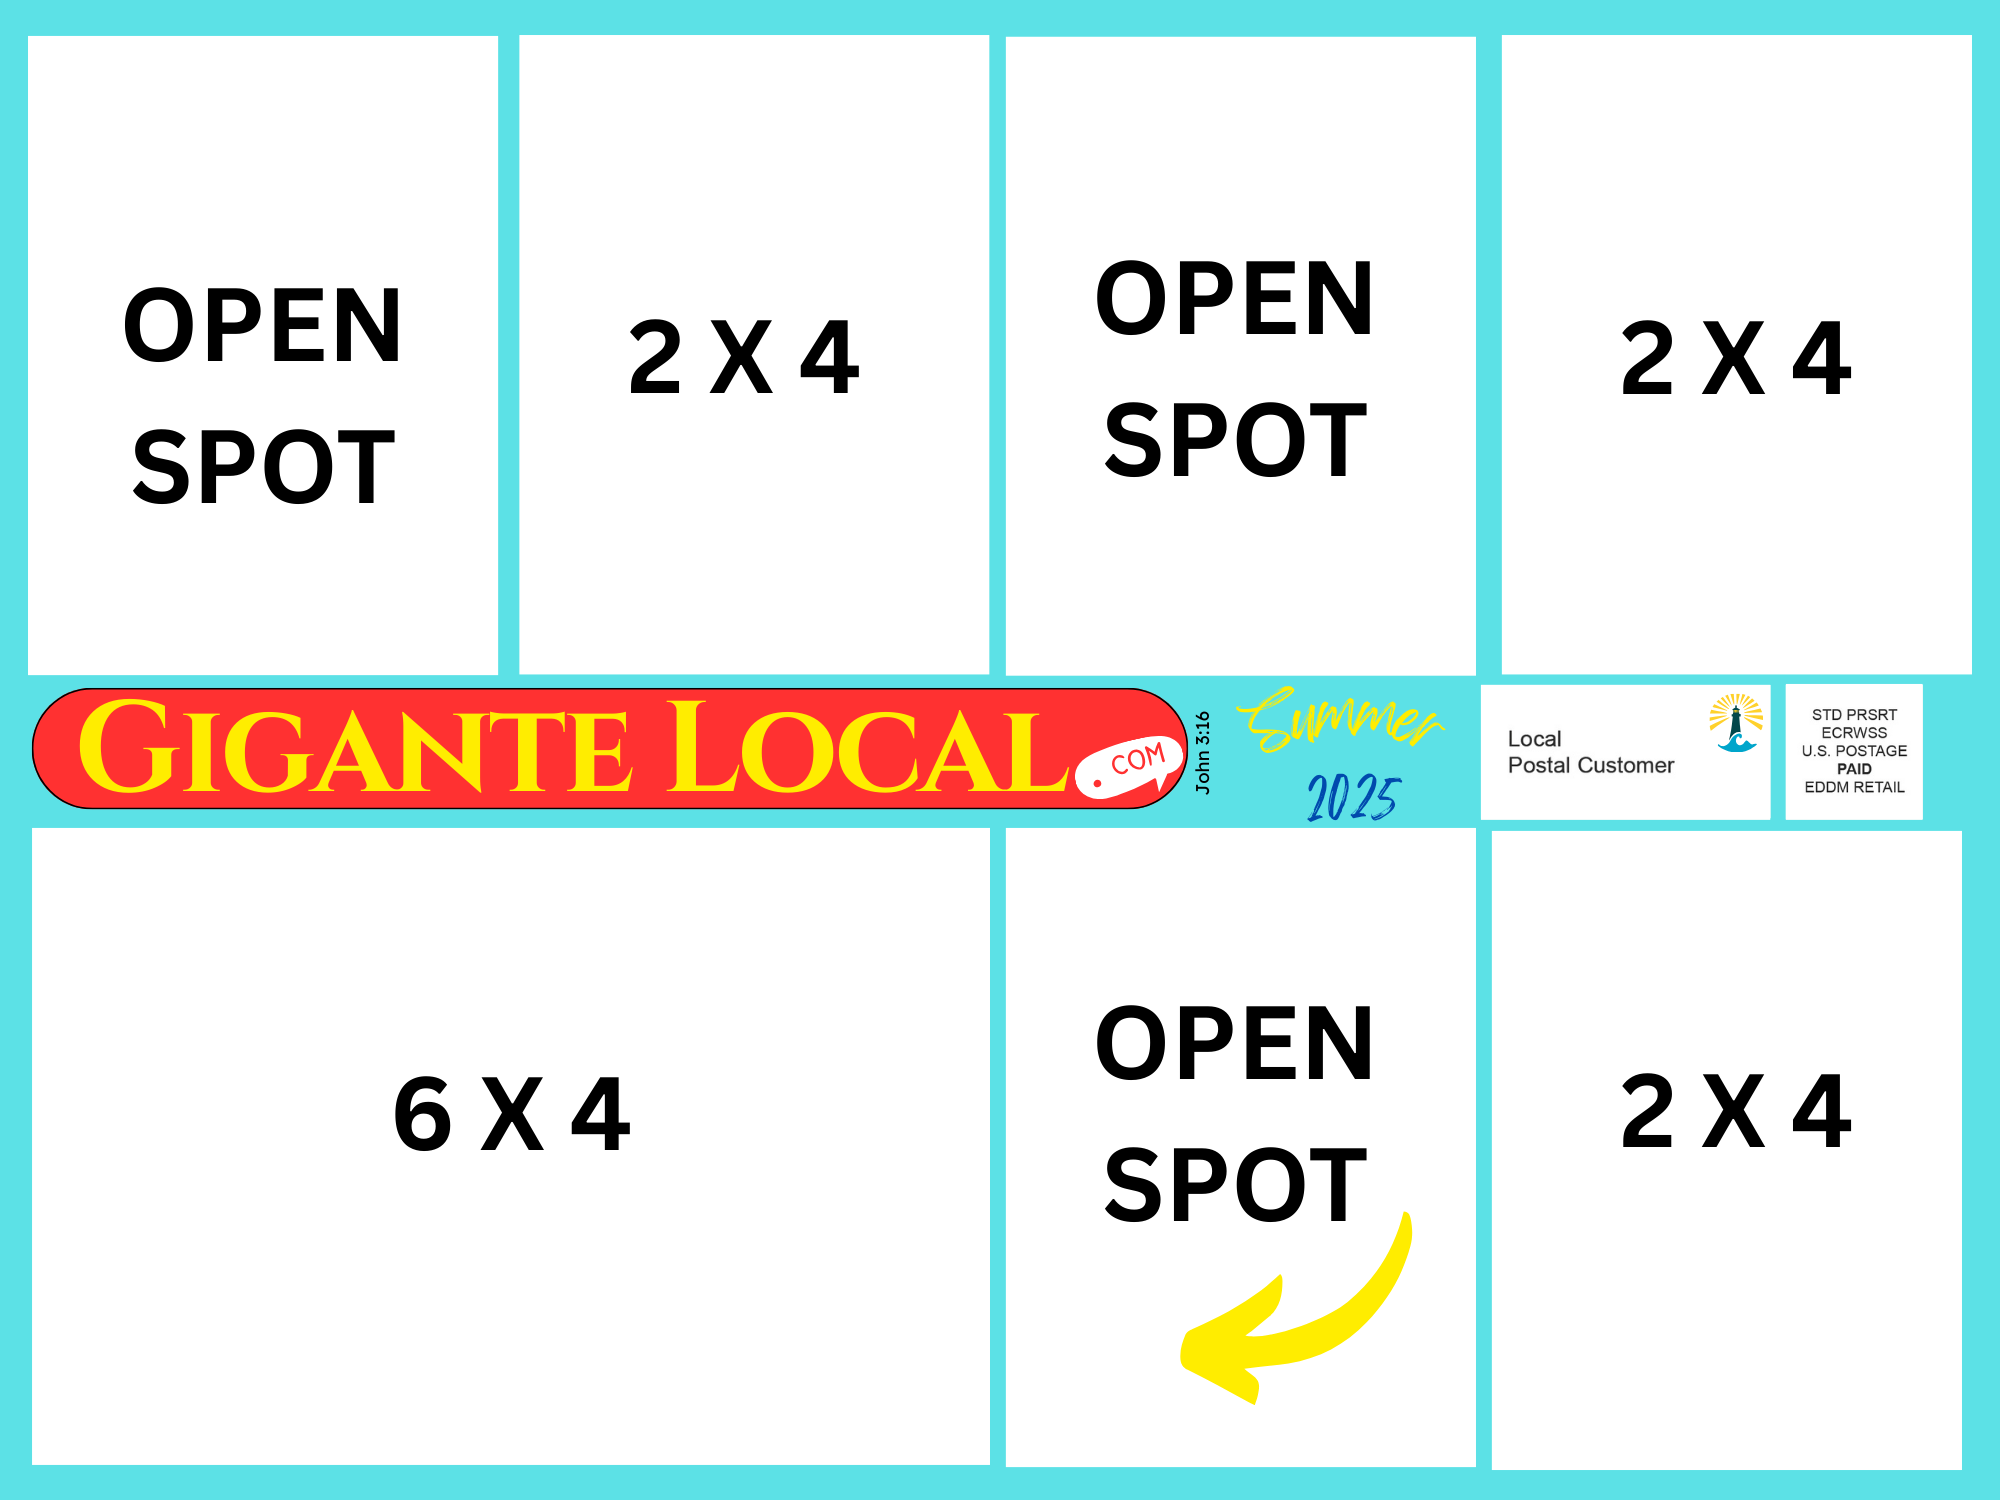 OPEN
SPOT
2 X 4
OPEN
SPOT
2 X 4
GIGANTE LOCAL
COM
John 3:16
Summer
2025
Local
Postal Customer
STD PRSRT
ECRWSS
U.S. POSTAGE
PAID
EDDM RETAIL
6 X 4
OPEN
SPOT
2 X 4